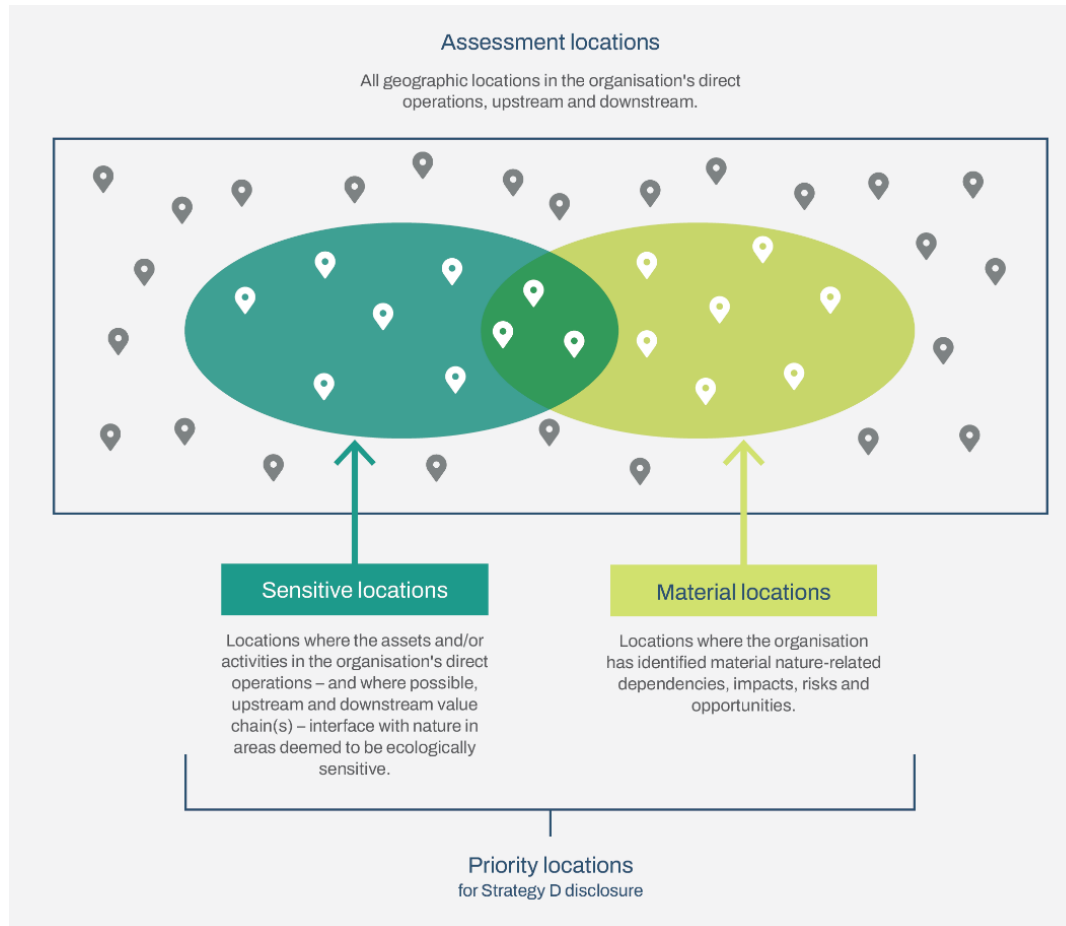 Assessment locations
All geographic locations in the organisation's direct
operations, upstream and downstream.
Sensitive locations
Locations where the assets and/or
activities in the organisation's direct
operations – and where possible,
upstream and downstream value
chain(s) – interface with nature in
areas deemed to be ecologically
sensitive.
Material locations
Locations where the organisation
has identified material nature-related
dependencies, impacts, risks and
opportunities.
Priority locations
for Strategy D disclosure